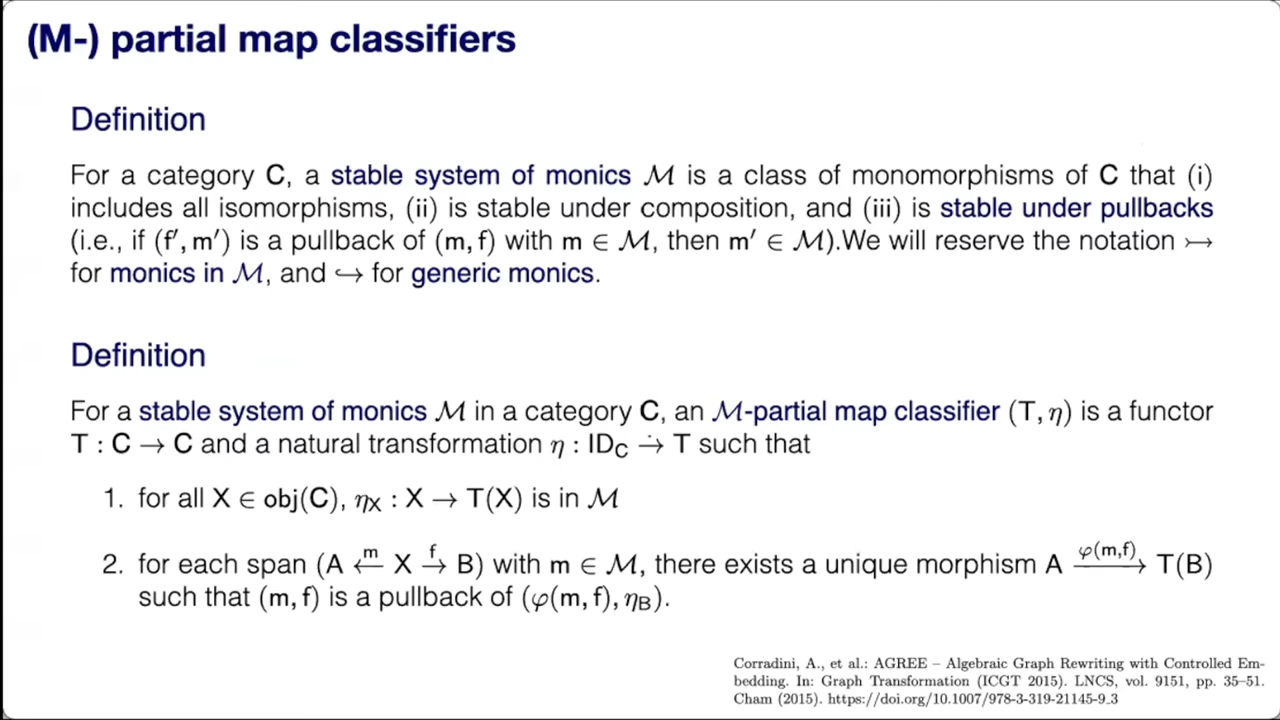 (M-) partial map classifiers
Definition
For a category C, a stable system of monics ℳ is a class of monomorphisms of C that (i)
includes all isomorphisms, (ii) is stable under composition, and (iii) is stable under pullbacks
(i.e., if (f′, m′) is a pullback of (m, f) with m ∈ ℳ, then m′ ∈ ℳ).We will reserve the notation ↣
for monics in ℳ, and ↪ for generic monics.
Definition
For a stable system of monics ℳ in a category C, an ℳ-partial map classifier (T, η) is a functor
T : C → C and a natural transformation η : ID_C ∸→ T such that
1. for all X ∈ obj(C), η_X : X → T(X) is in ℳ
2. for each span (A ↢^m X →^f B) with m ∈ ℳ, there exists a unique morphism A →^φ(m,f) T(B)
such that (m, f) is a pullback of (φ(m, f), η_B).
Corradini, A., et al.: AGREE – Algebraic Graph Rewriting with Controlled Em-
bedding. In: Graph Transformation (ICGT 2015). LNCS, vol. 9151, pp. 35–51.
Cham (2015). https://doi.org/10.1007/978-3-319-21145-9_3